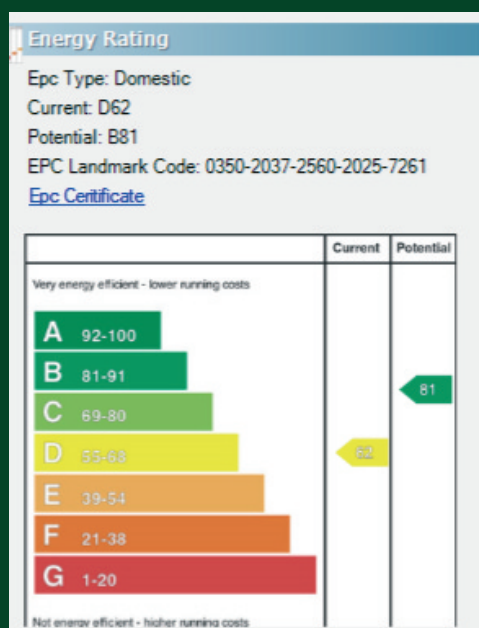 Energy Rating
Epc Type: Domestic
Current: D62
Potential: B81
EPC Landmark Code: 0350-2037-2560-2025-7261
Epc Ceritificate
Current Potential
Very energy efficient - lower running costs
A 92-100
B 81-91
81
C 69-80
D 55-68
62
E 39-54
F 21-38
G 1-20
Not energy efficient - higher running costs